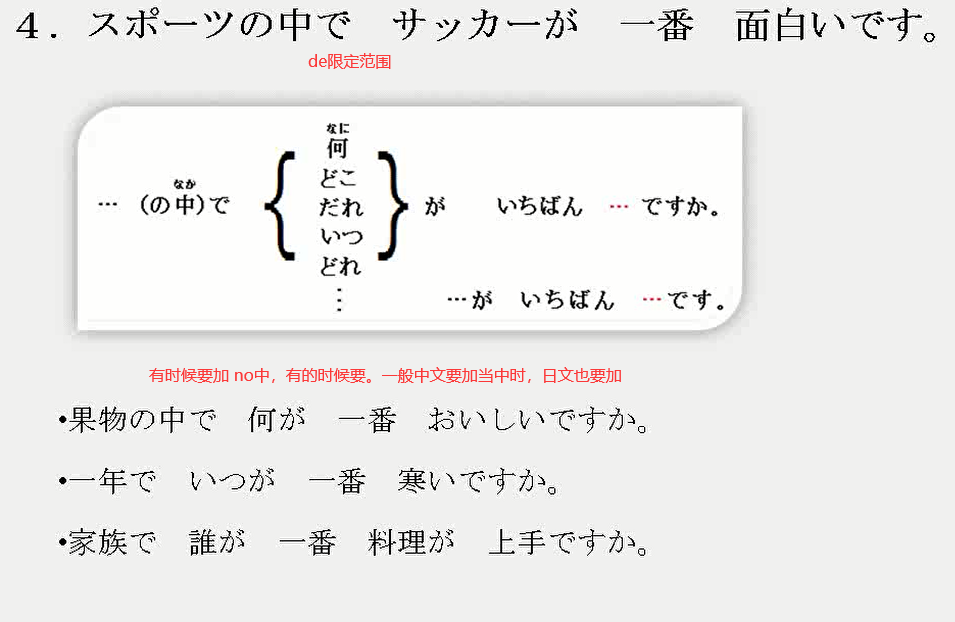 4．スポーツの中で　サッカーが　一番　面白いです。
de限定范围
なに
何
どこ
なか
…（の中）で　だれ　が　いちばん　…ですか。
いつ
どれ
⋮
…が　いちばん　…です。
有时候要加 no中，有的时候要。一般中文要加当中时，日文也要加
•果物の中で　何が　一番　おいしいですか。
•一年で　いつが　一番　寒いですか。
•家族で　誰が　一番　料理が　上手ですか。